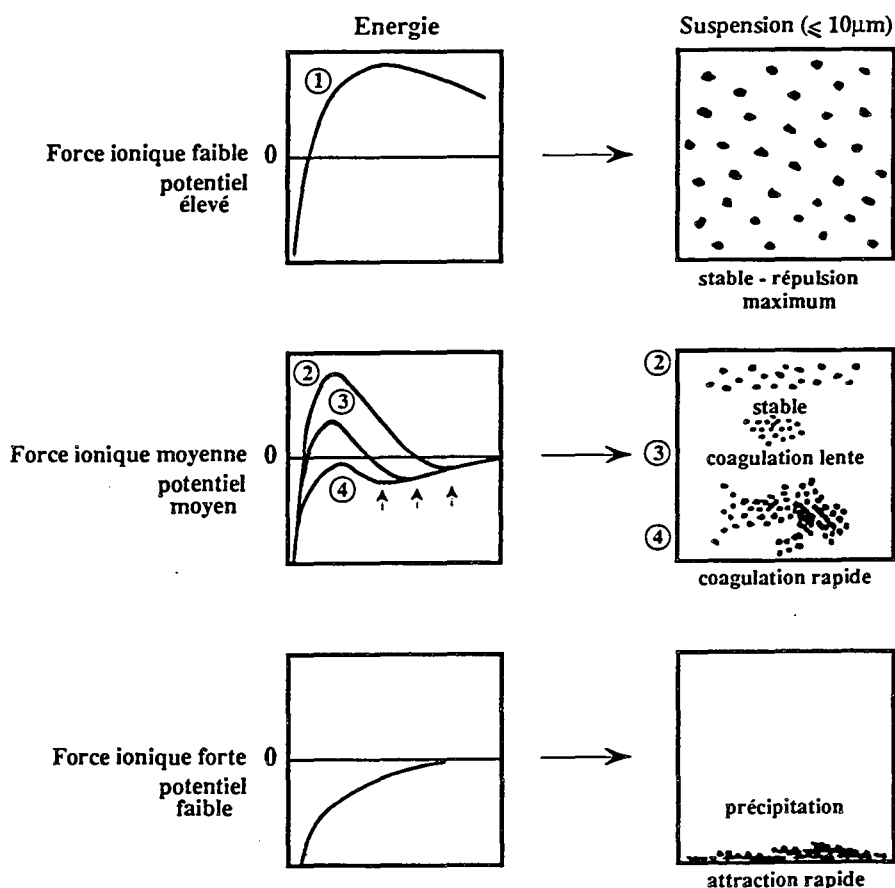 Energie
Suspension (⩽ 10µm)
①
Force ionique faible 0
potentiel
élevé
stable - répulsion
maximum
②
③
④
Force ionique moyenne 0
potentiel
moyen
②
stable
③
coagulation lente
④
coagulation rapide
Force ionique forte 0
potentiel
faible
précipitation
attraction rapide